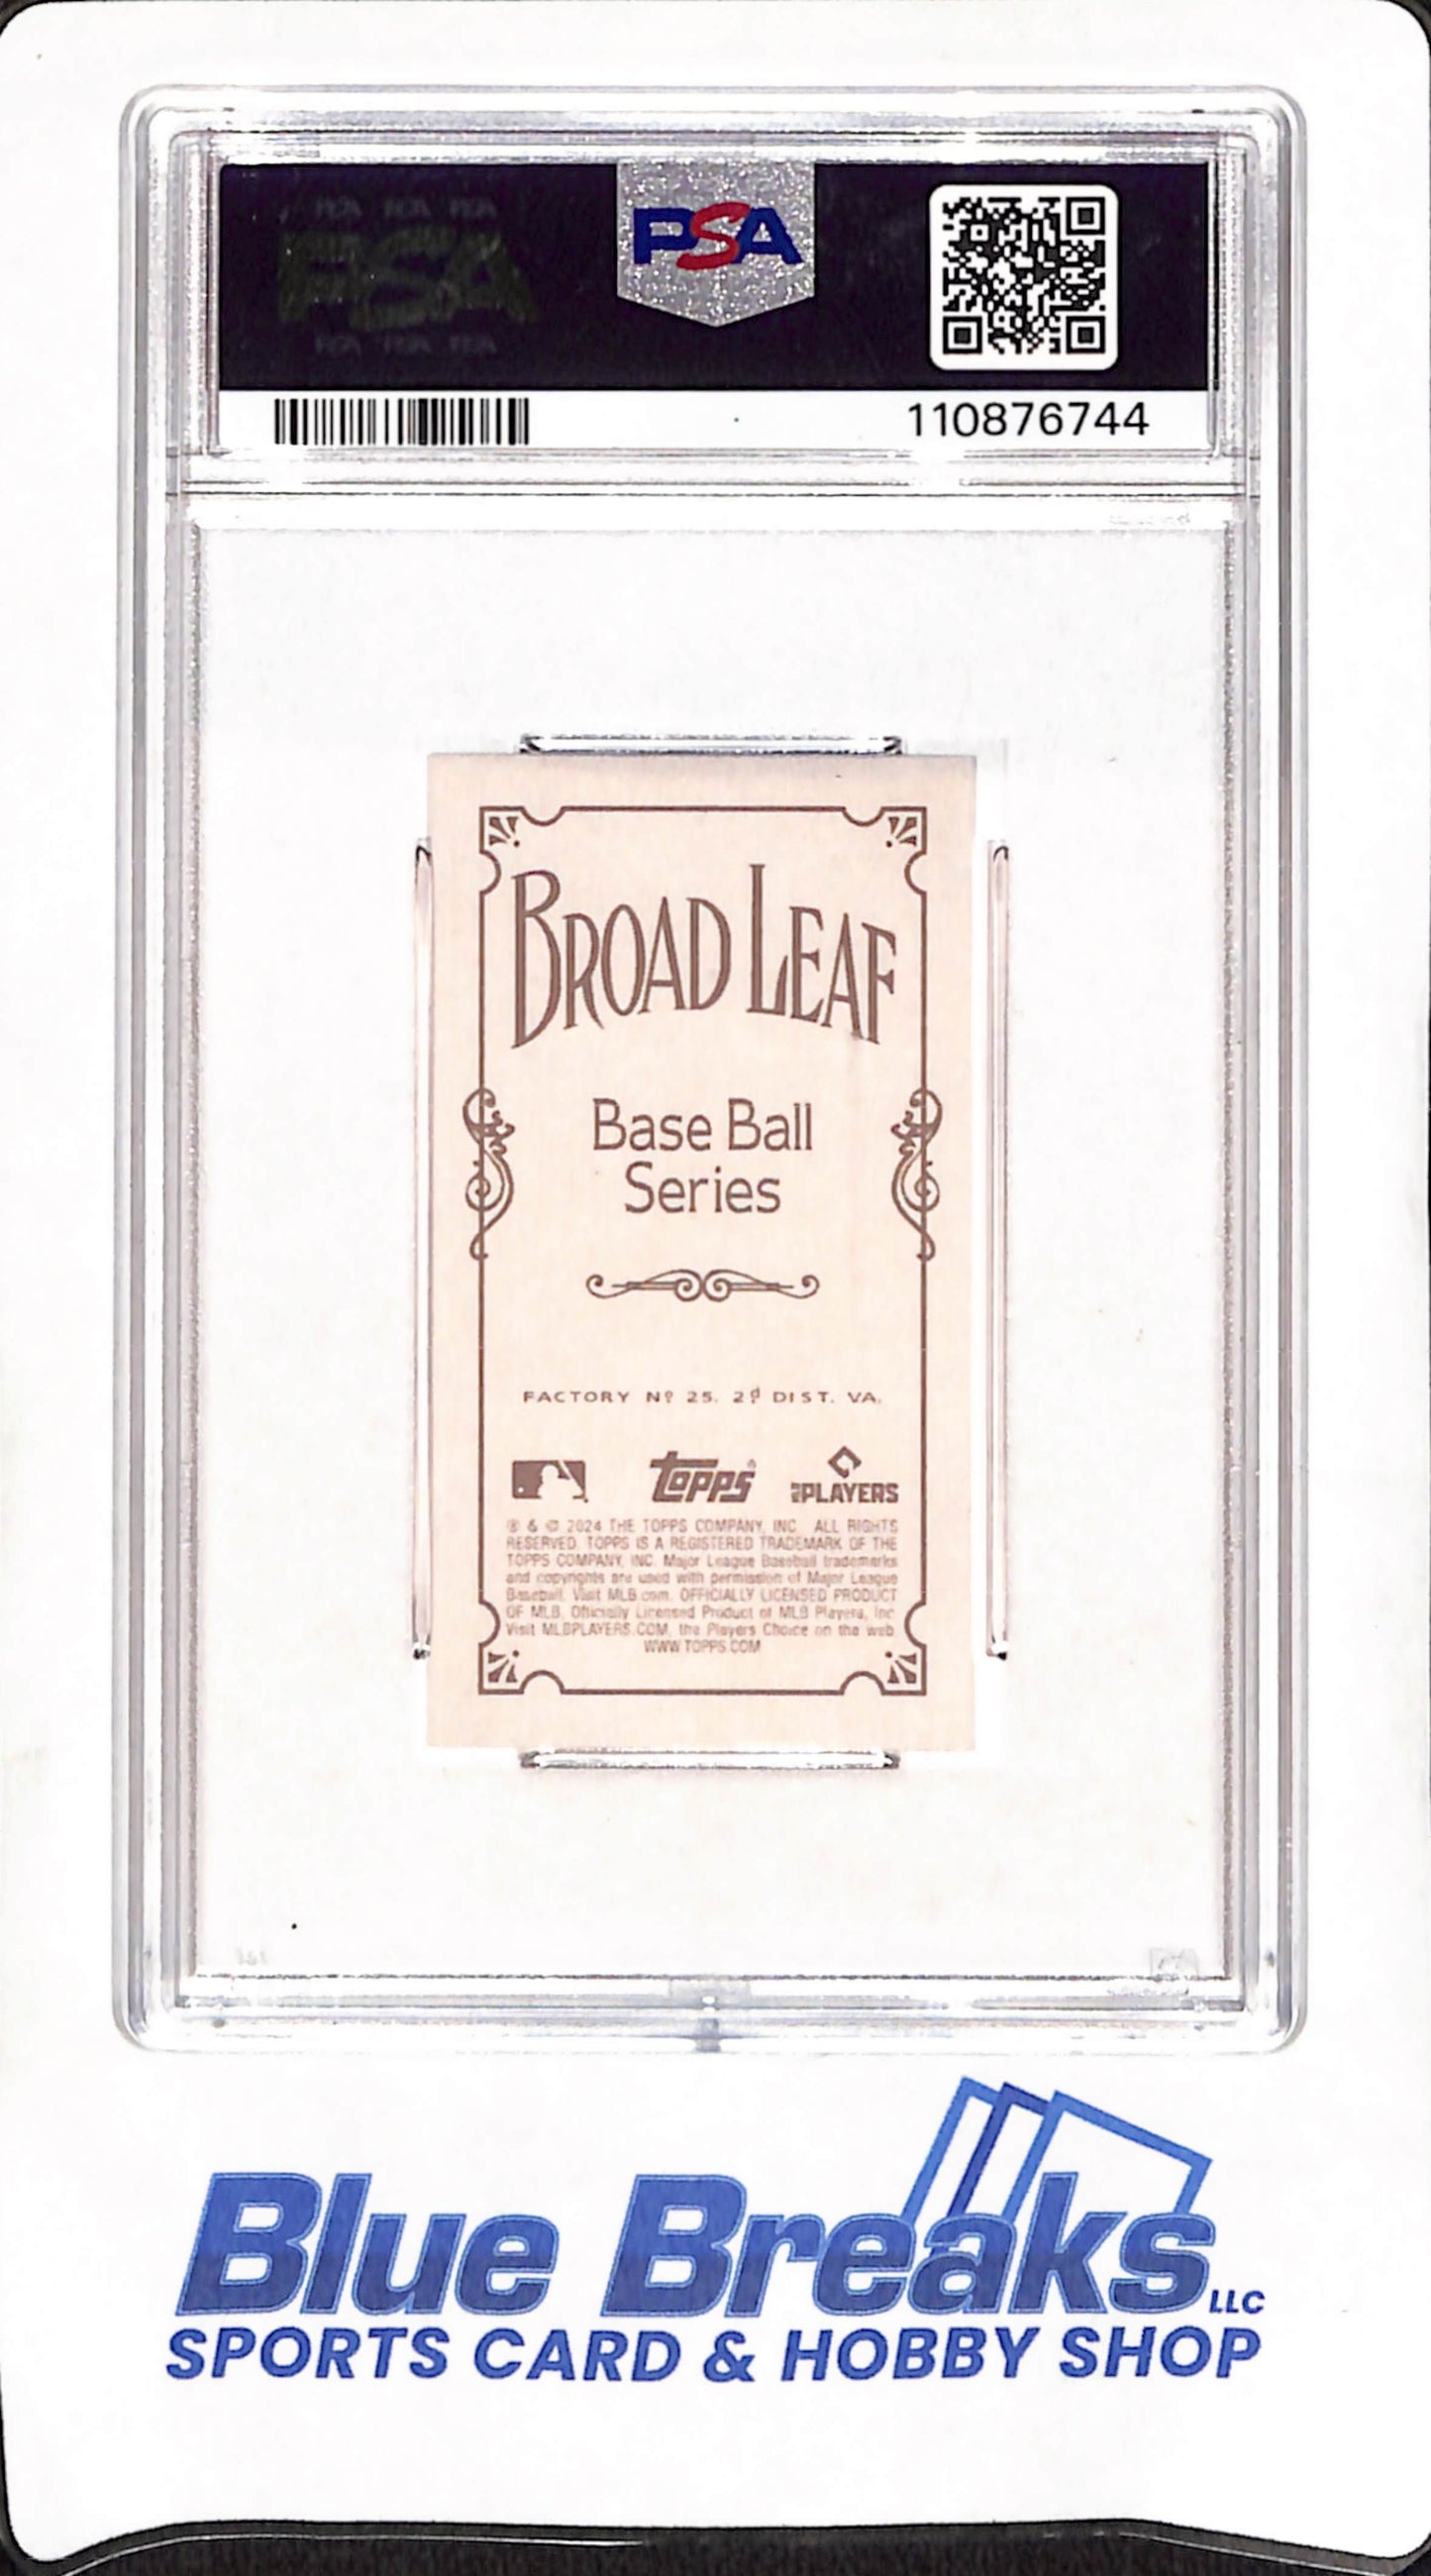 PSA
PSA
110876744
BROAD LEAF
Base Ball
Series
FACTORY Nº 25. 2d DIST. VA.
topps
PLAYERS
® & © 2024 THE TOPPS COMPANY, INC. ALL RIGHTS
RESERVED. TOPPS IS A REGISTERED TRADEMARK OF THE
TOPPS COMPANY, INC. Major League Baseball trademarks
and copyrights are used with permission of Major League
Baseball. Visit MLB.com. OFFICIALLY LICENSED PRODUCT
OF MLB. Officially Licensed Product of MLB Players, Inc.
Visit MLBPLAYERS.COM, the Players Choice on the web.
WWW.TOPPS.COM
Blue Breaks LLC
SPORTS CARD & HOBBY SHOP